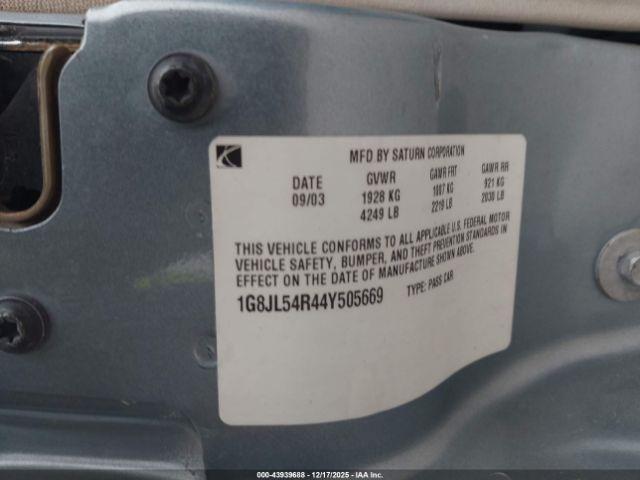 MFD BY SATURN CORPORATION
DATE GVWR GAWR FRT GAWR RR
09/03 1928 KG 1007 KG 921 KG
4249 LB 2219 LB 2030 LB
THIS VEHICLE CONFORMS TO ALL APPLICABLE U.S. FEDERAL MOTOR
VEHICLE SAFETY, BUMPER, AND THEFT PREVENTION STANDARDS IN
EFFECT ON THE DATE OF MANUFACTURE SHOWN ABOVE.
1G8JL54R44Y505669 TYPE: PASS CAR
000-43939688 - 12/17/2025 - IAAI.COM